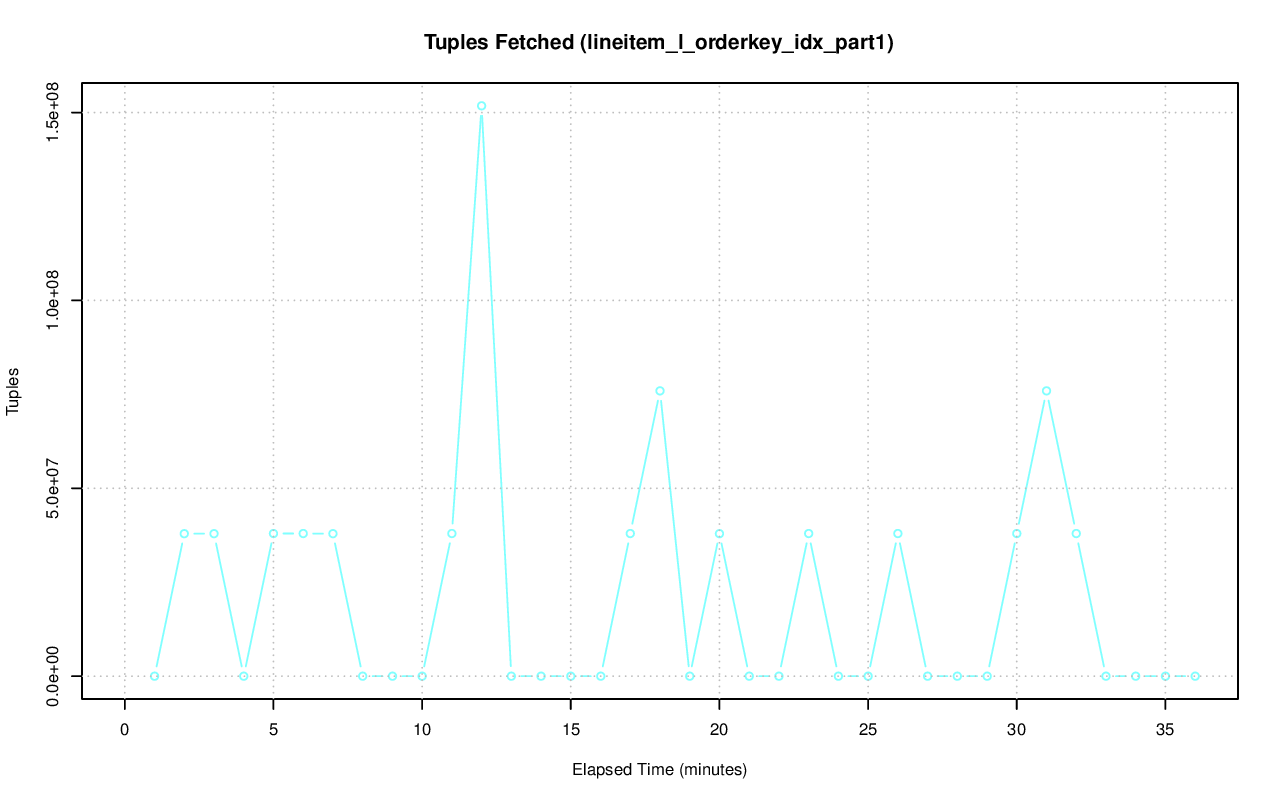 Tuples Fetched (lineitem_l_orderkey_idx_part1)
1.5e+08
1.0e+08
5.0e+07
0.0e+00
Tuples
0 5 10 15 20 25 30 35
Elapsed Time (minutes)